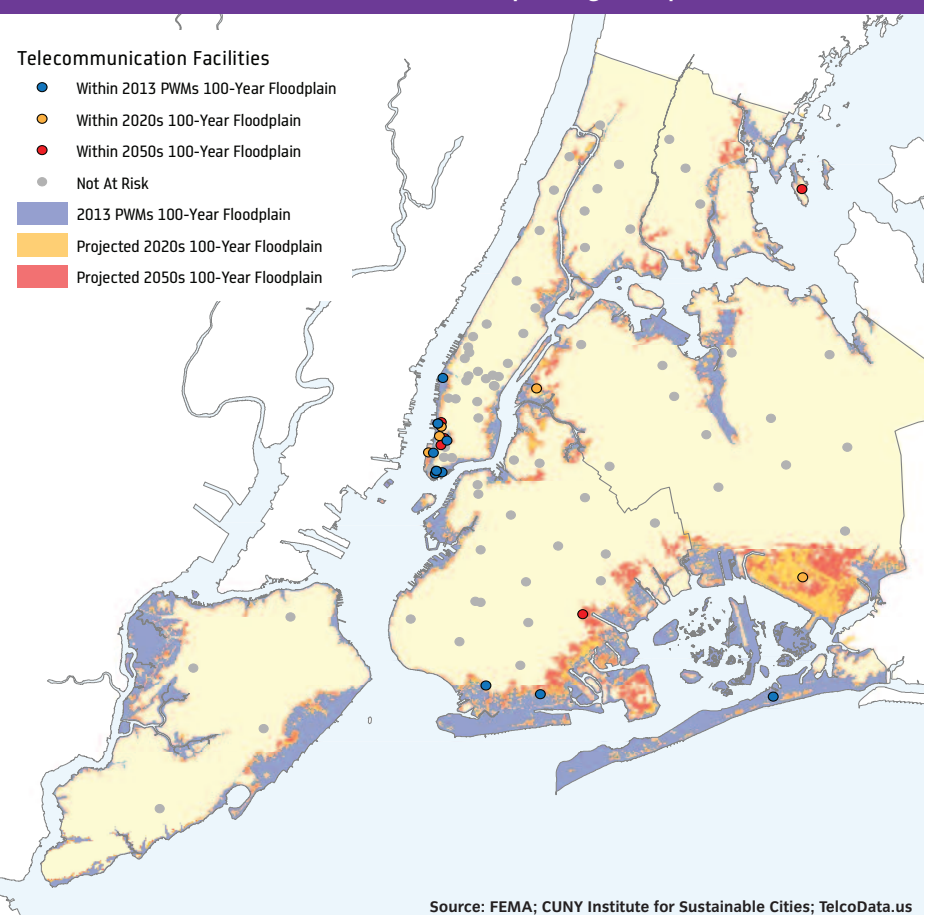 Telecommunication Facilities
Within 2013 PWMs 100-Year Floodplain
Within 2020s 100-Year Floodplain
Within 2050s 100-Year Floodplain
Not At Risk
2013 PWMs 100-Year Floodplain
Projected 2020s 100-Year Floodplain
Projected 2050s 100-Year Floodplain
Source: FEMA; CUNY Institute for Sustainable Cities; TelcoData.us